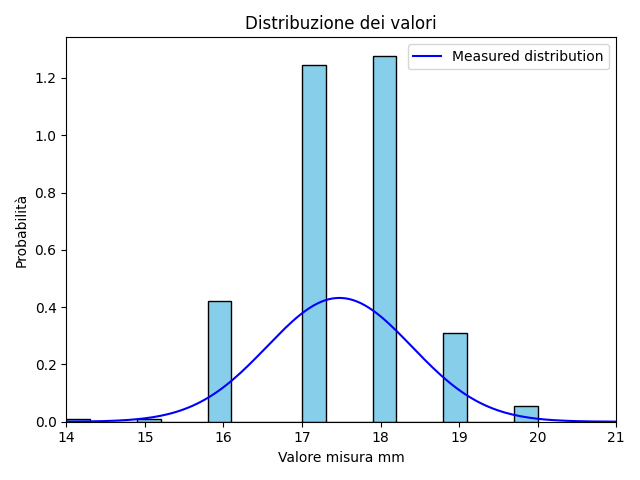 Distribuzione dei valori
Measured distribution
Probabilità
1.2
1.0
0.8
0.6
0.4
0.2
0.0
14 15 16 17 18 19 20 21
Valore misura mm